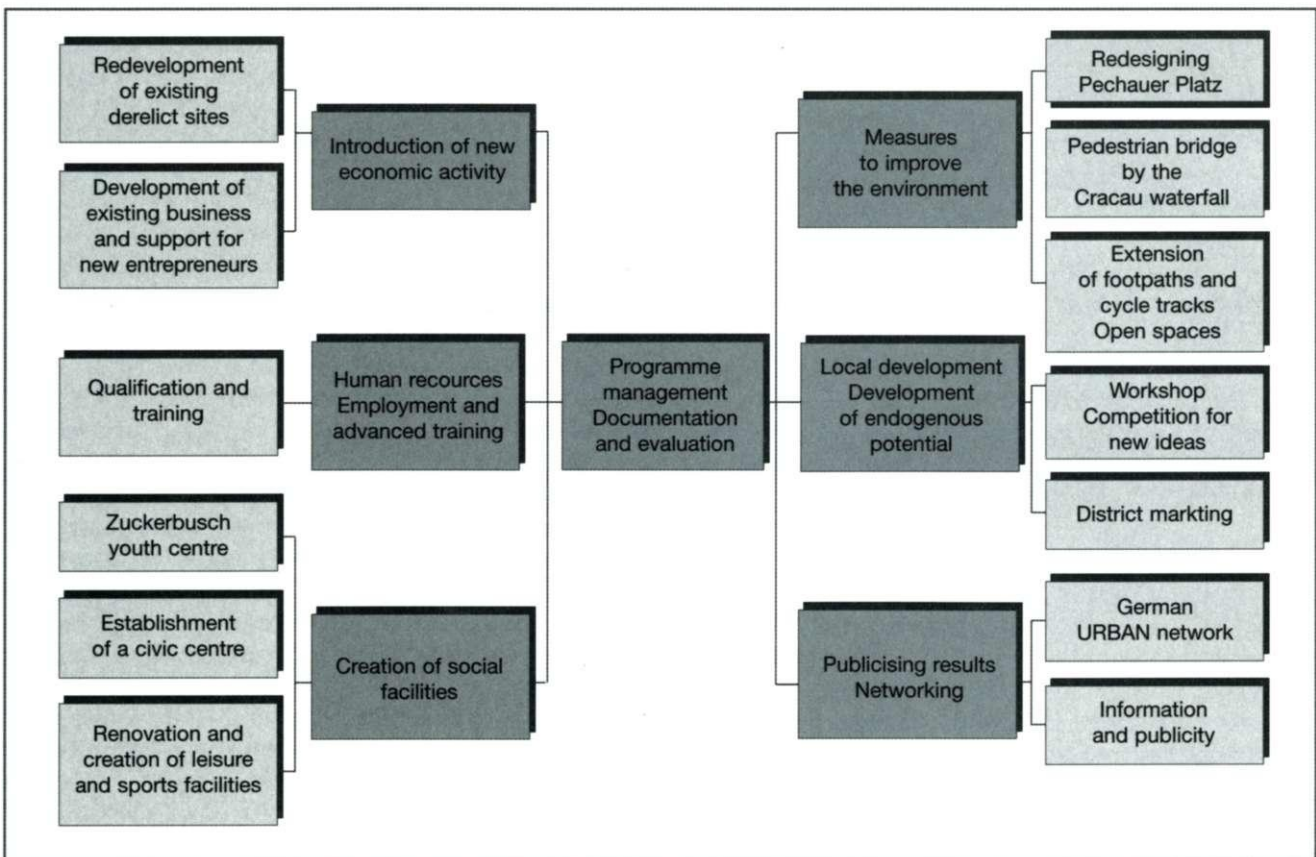 Redevelopment
of existing
derelict sites
Development of
existing business
and support for
new entrepreneurs
Introduction of new
economic activity
Qualification and
training
Human recources
Employment and
advanced training
Zuckerbusch
youth centre
Establishment
of a civic centre
Renovation and
creation of leisure
and sports facilities
Creation of social
facilities
Programme
management
Documentation
and evaluation
Measures
to improve
the environment
Redesigning
Pechauer Platz
Pedestrian bridge
by the
Cracau waterfall
Extension
of footpaths and
cycle tracks
Open spaces
Local development
Development
of endogenous
potential
Workshop
Competition for
new ideas
District markting
Publicising results
Networking
German
URBAN network
Information
and publicity